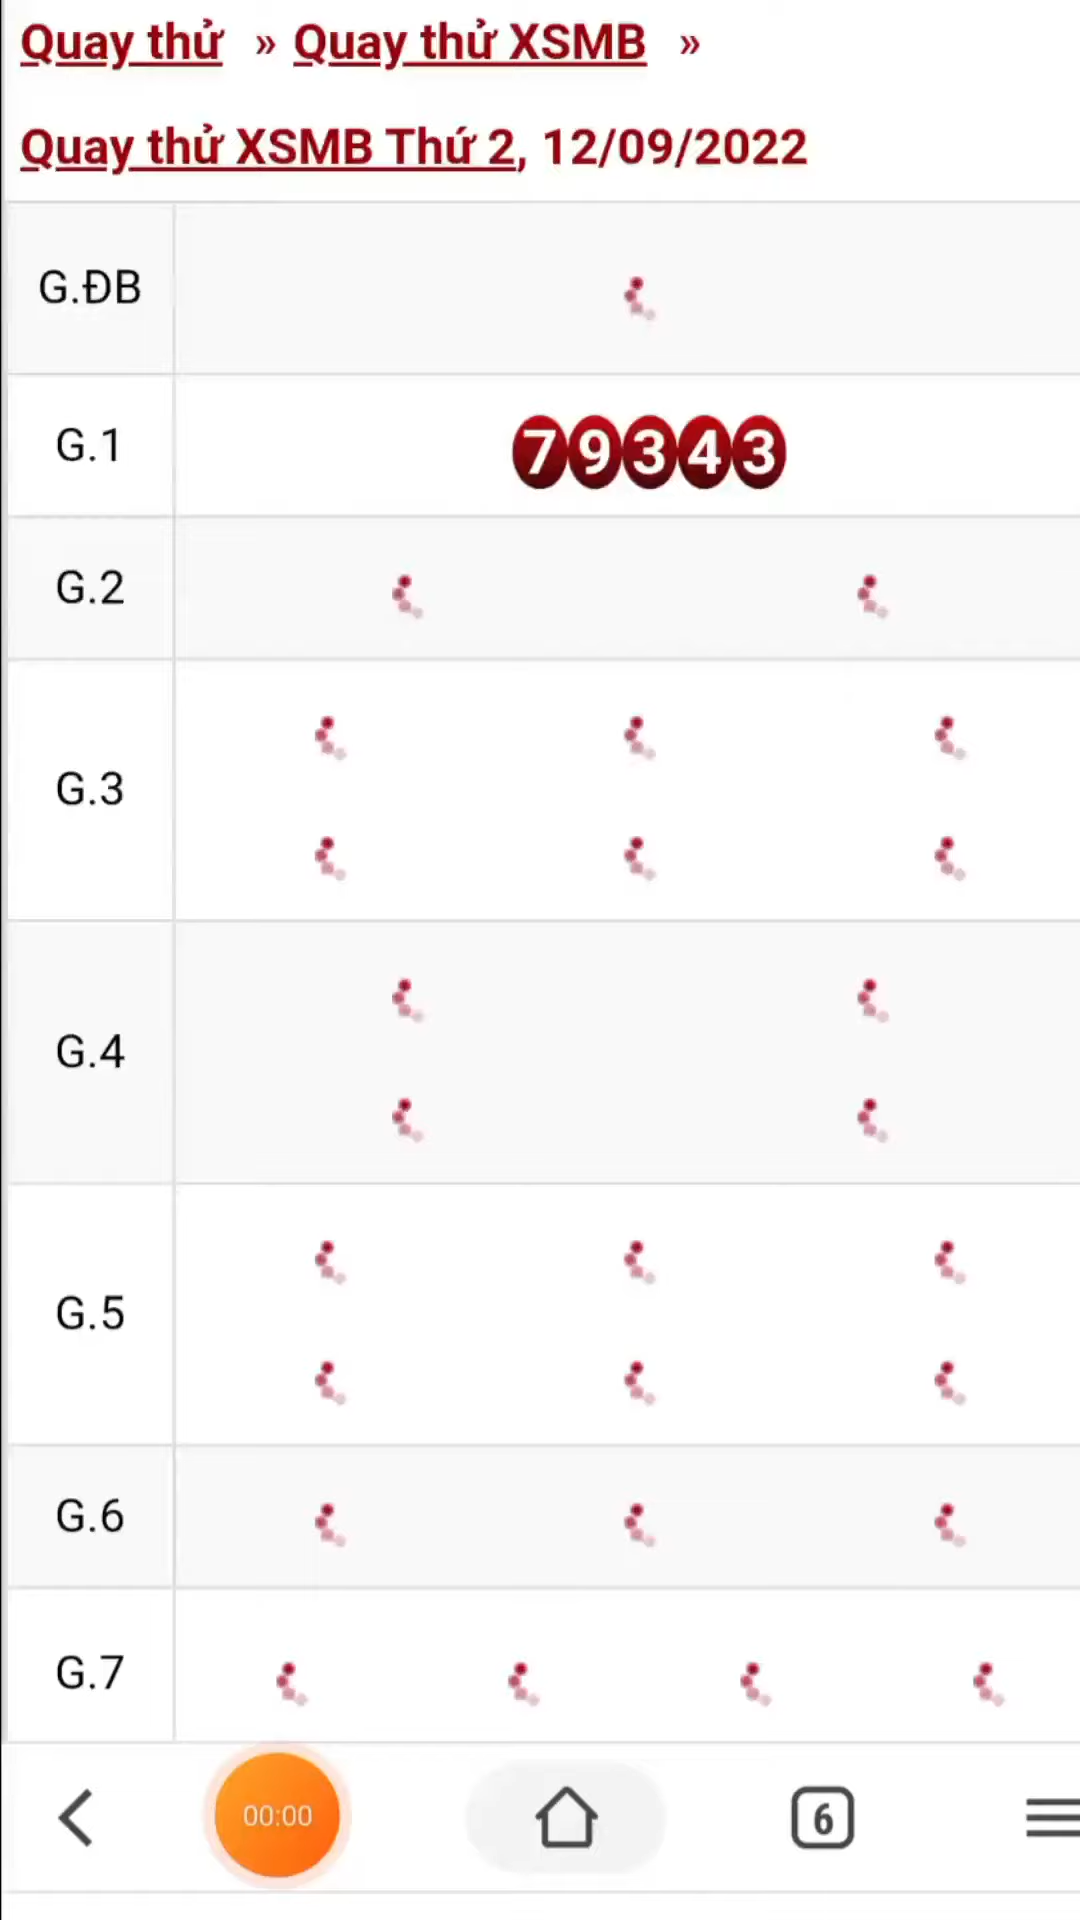 Quay thử » Quay thử XSMB »
Quay thử XSMB Thứ 2, 12/09/2022
G.ĐB
G.1 79343
G.2
G.3
G.4
G.5
G.6
G.7
00:00 6